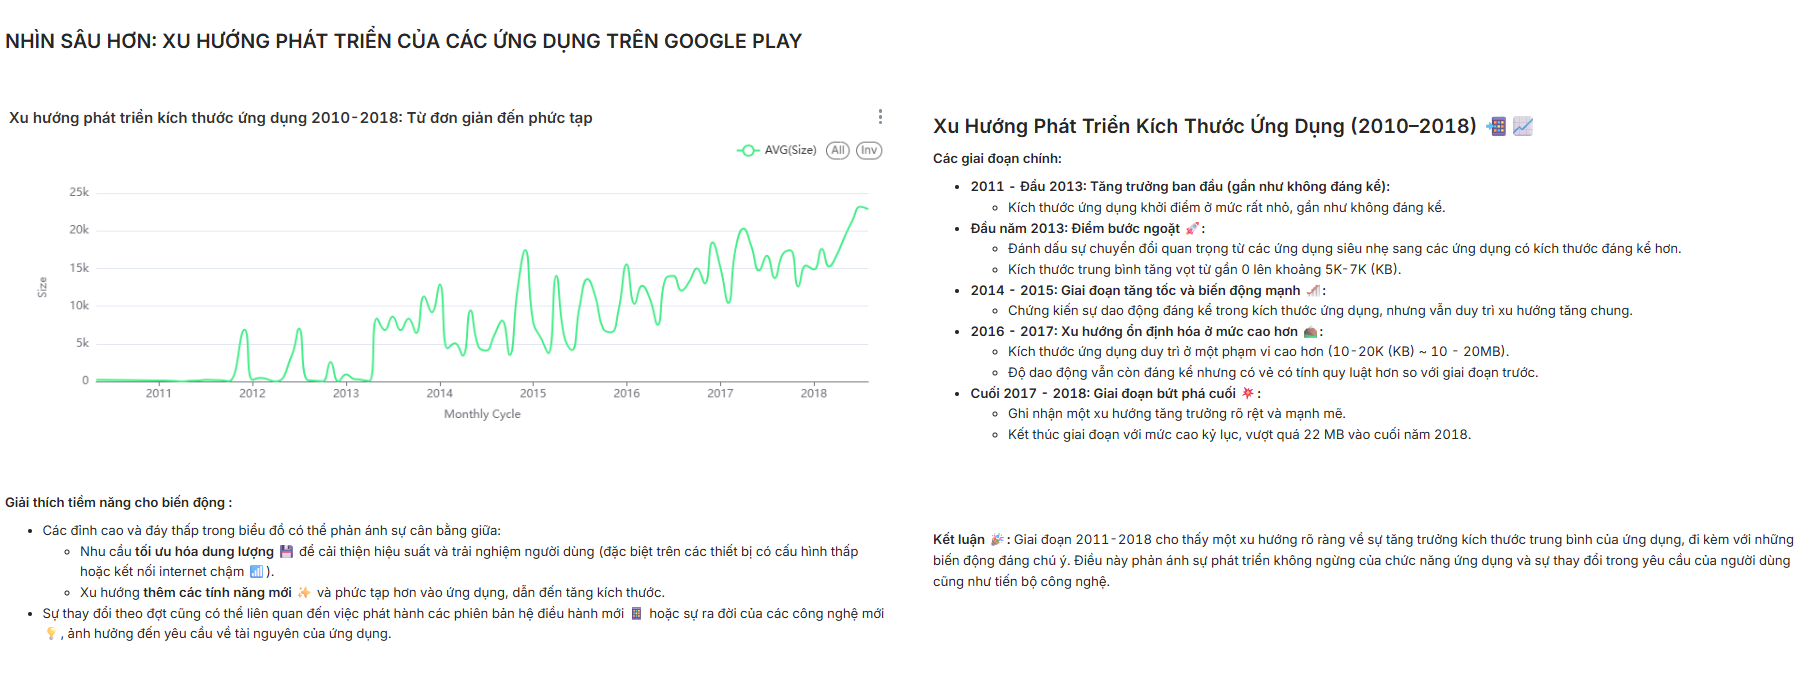 NHÌN SÂU HƠN: XU HƯỚNG PHÁT TRIỂN CỦA CÁC ỨNG DỤNG TRÊN GOOGLE PLAY
Xu hướng phát triển kích thước ứng dụng 2010-2018: Từ đơn giản đến phức tạp
AVG(Size) All Inv
25k
20k
15k
10k
5k
0
Size
2011 2012 2013 2014 2015 2016 2017 2018
Monthly Cycle
Giải thích tiềm năng cho biến động :
• Các đỉnh cao và đáy thấp trong biểu đồ có thể phản ánh sự cân bằng giữa:
◦ Nhu cầu tối ưu hóa dung lượng 💾 để cải thiện hiệu suất và trải nghiệm người dùng (đặc biệt trên các thiết bị có cấu hình thấp
hoặc kết nối internet chậm 📶).
◦ Xu hướng thêm các tính năng mới ✨ và phức tạp hơn vào ứng dụng, dẫn đến tăng kích thước.
• Sự thay đổi theo đợt cũng có thể liên quan đến việc phát hành các phiên bản hệ điều hành mới 📱 hoặc sự ra đời của các công nghệ mới
💡, ảnh hưởng đến yêu cầu về tài nguyên của ứng dụng.
Xu Hướng Phát Triển Kích Thước Ứng Dụng (2010–2018) 📲📈
Các giai đoạn chính:
• 2011 - Đầu 2013: Tăng trưởng ban đầu (gần như không đáng kể):
◦ Kích thước ứng dụng khởi điểm ở mức rất nhỏ, gần như không đáng kể.
• Đầu năm 2013: Điểm bước ngoặt 🚀:
◦ Đánh dấu sự chuyển đổi quan trọng từ các ứng dụng siêu nhẹ sang các ứng dụng có kích thước đáng kể hơn.
◦ Kích thước trung bình tăng vọt từ gần 0 lên khoảng 5K-7K (KB).
• 2014 - 2015: Giai đoạn tăng tốc và biến động mạnh 🎢:
◦ Chứng kiến sự dao động đáng kể trong kích thước ứng dụng, nhưng vẫn duy trì xu hướng tăng chung.
• 2016 - 2017: Xu hướng ổn định hóa ở mức cao hơn ⛰️:
◦ Kích thước ứng dụng duy trì ở một phạm vi cao hơn (10-20K (KB) ~ 10 - 20MB).
◦ Độ dao động vẫn còn đáng kể nhưng có vẻ có tính quy luật hơn so với giai đoạn trước.
• Cuối 2017 - 2018: Giai đoạn bứt phá cuối 💥:
◦ Ghi nhận một xu hướng tăng trưởng rõ rệt và mạnh mẽ.
◦ Kết thúc giai đoạn với mức cao kỷ lục, vượt quá 22 MB vào cuối năm 2018.
Kết luận 🎉: Giai đoạn 2011-2018 cho thấy một xu hướng rõ ràng về sự tăng trưởng kích thước trung bình của ứng dụng, đi kèm với những
biến động đáng chú ý. Điều này phản ánh sự phát triển không ngừng của chức năng ứng dụng và sự thay đổi trong yêu cầu của người dùng
cũng như tiến bộ công nghệ.